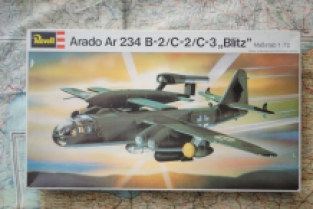 Revell
Arado Ar 234 B-2/C-2/C-3 „Blitz"
Maßstab 1:72